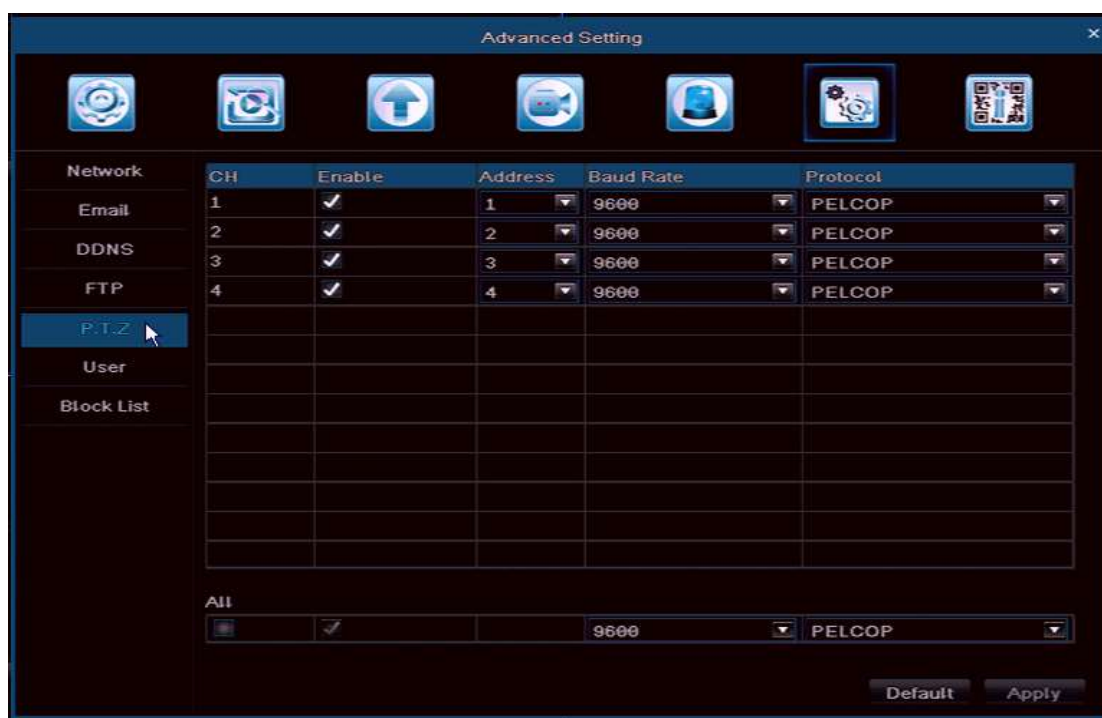 Advanced Setting
Network
Email
DDNS
FTP
P.T.Z
User
Block List
CH Enable Address Baud Rate Protocol
1 1 9600 PELCOP
2 2 9600 PELCOP
3 3 9600 PELCOP
4 4 9600 PELCOP
All
9600 PELCOP
Default Apply